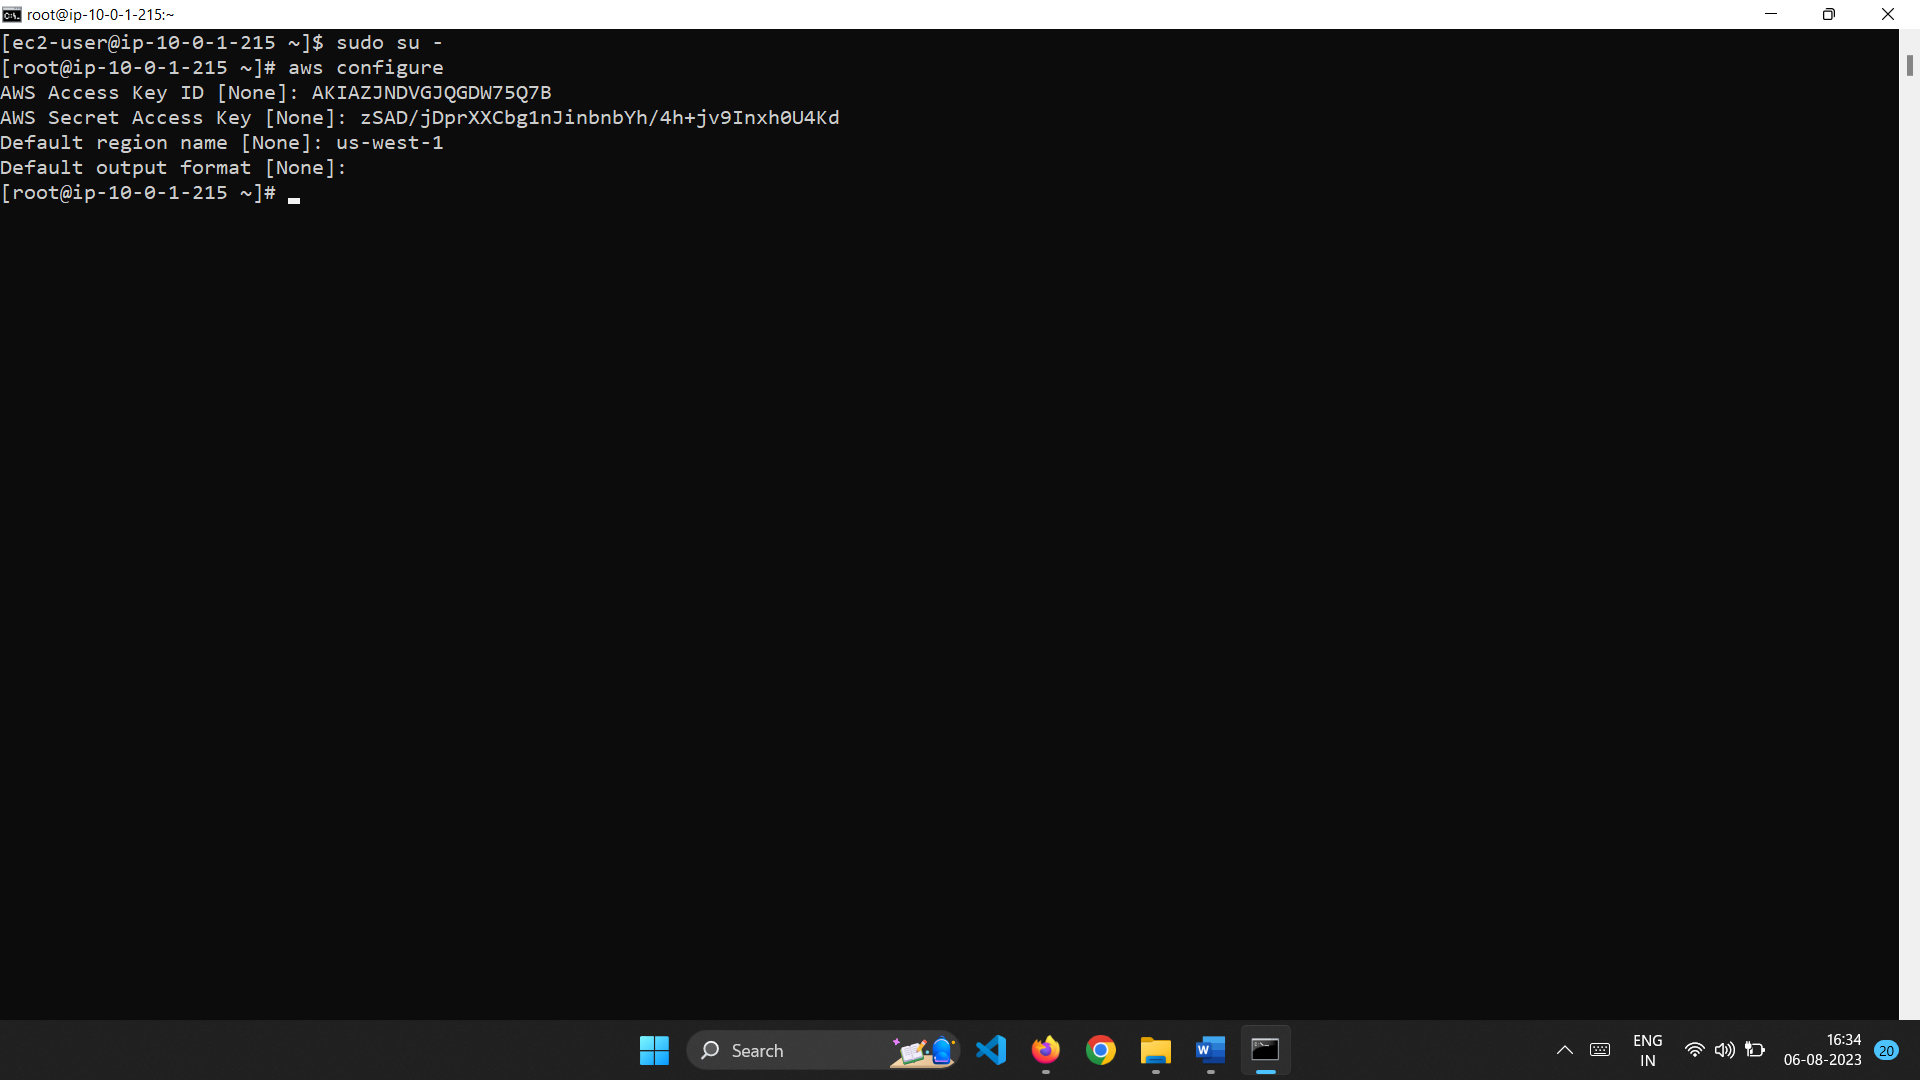 root@ip-10-0-1-215:~
[ec2-user@ip-10-0-1-215 ~]$ sudo su -
[root@ip-10-0-1-215 ~]# aws configure
AWS Access Key ID [None]: AKIAZJNDVGJQGDW75Q7B
AWS Secret Access Key [None]: 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
Default region name [None]: us-west-1
Default output format [None]:
[root@ip-10-0-1-215 ~]#
Search
ENG
IN
16:34
06-08-2023
20